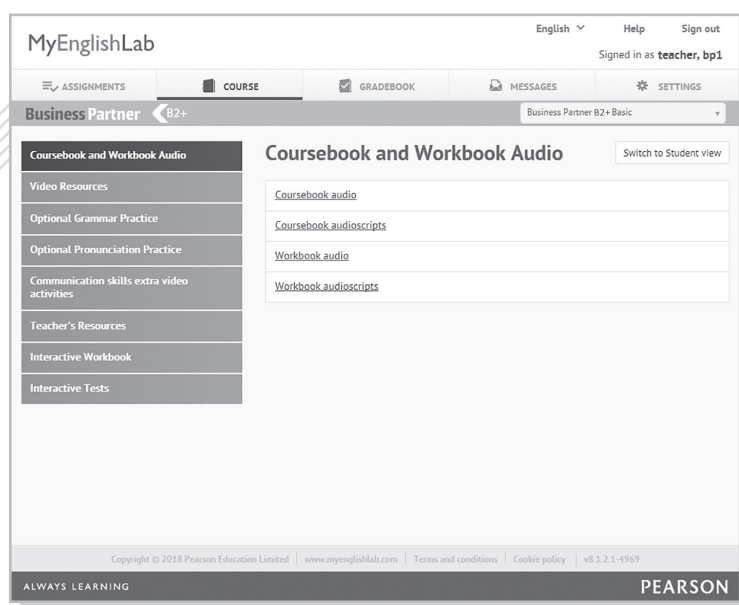 MyEnglishLab
English Help Sign out
Signed in as teacher, bp1
ASSIGNMENTS COURSE GRADEBOOK MESSAGES SETTINGS
Business Partner B2+
Business Partner B2+ Basic
Coursebook and Workbook Audio
Video Resources
Optional Grammar Practice
Optional Pronunciation Practice
Communication skills extra video
activities
Teacher's Resources
Interactive Workbook
Interactive Tests
Coursebook and Workbook Audio
Switch to Student view
Coursebook audio
Coursebook audioscripts
Workbook audio
Workbook audioscripts
Copyright © 2018 Pearson Education Limited | www.myenglishlab.com | Terms and conditions | Cookie policy | v8.1.2.1-4969
ALWAYS LEARNING PEARSON